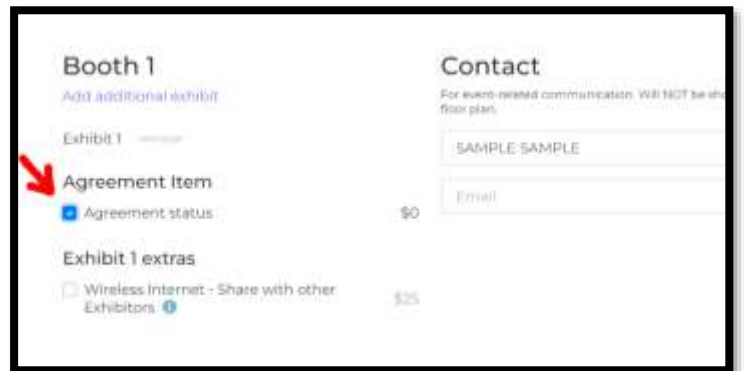 Booth 1
Add additional exhibit
Exhibit 1
Agreement Item
Agreement status $0
Exhibit 1 extras
Wireless Internet - Share with other
Exhibitors $25
Contact
For event-related communication. Will NOT be
floor plan.
SAMPLE SAMPLE
Email